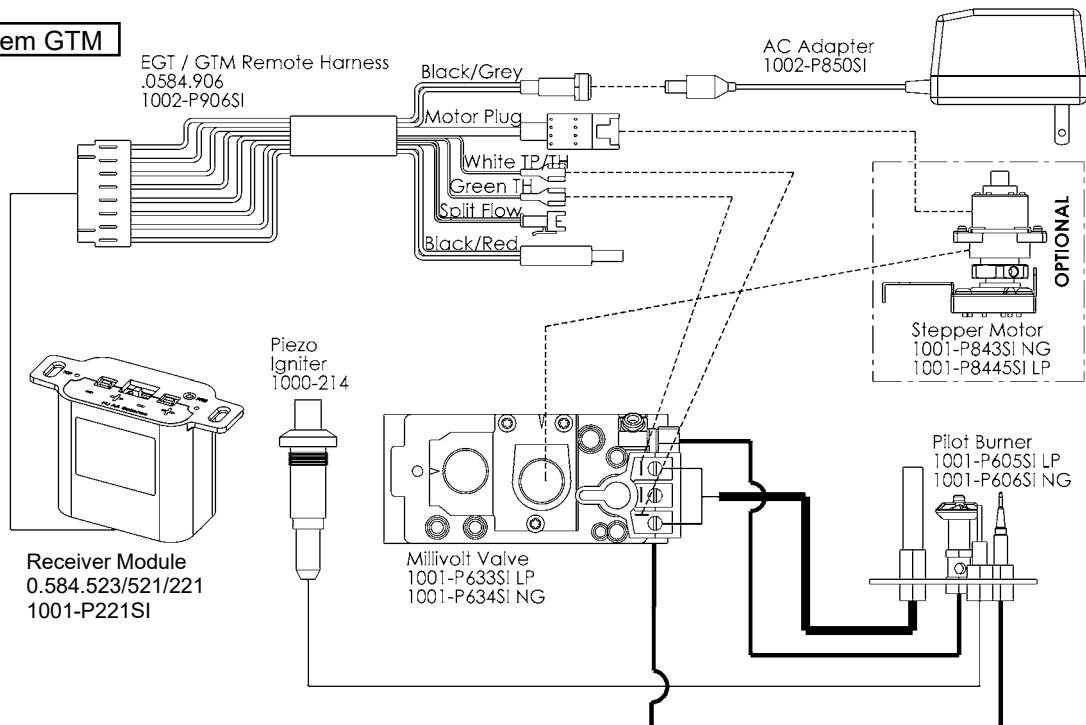 em GTM
EGT / GTM Remote Harness
.0584.906
1002-P906SI
Black/Grey
AC Adapter
1002-P850SI
Motor Plug
White TP/TH
Green TH
Split Flow
Black/Red
OPTIONAL
Stepper Motor
1001-P843SI NG
1001-P8445SI LP
Piezo
Igniter
1000-214
Pilot Burner
1001-P605SI LP
1001-P606SI NG
Receiver Module
0.584.523/521/221
1001-P221SI
Millivolt Valve
1001-P633SI LP
1001-P634SI NG